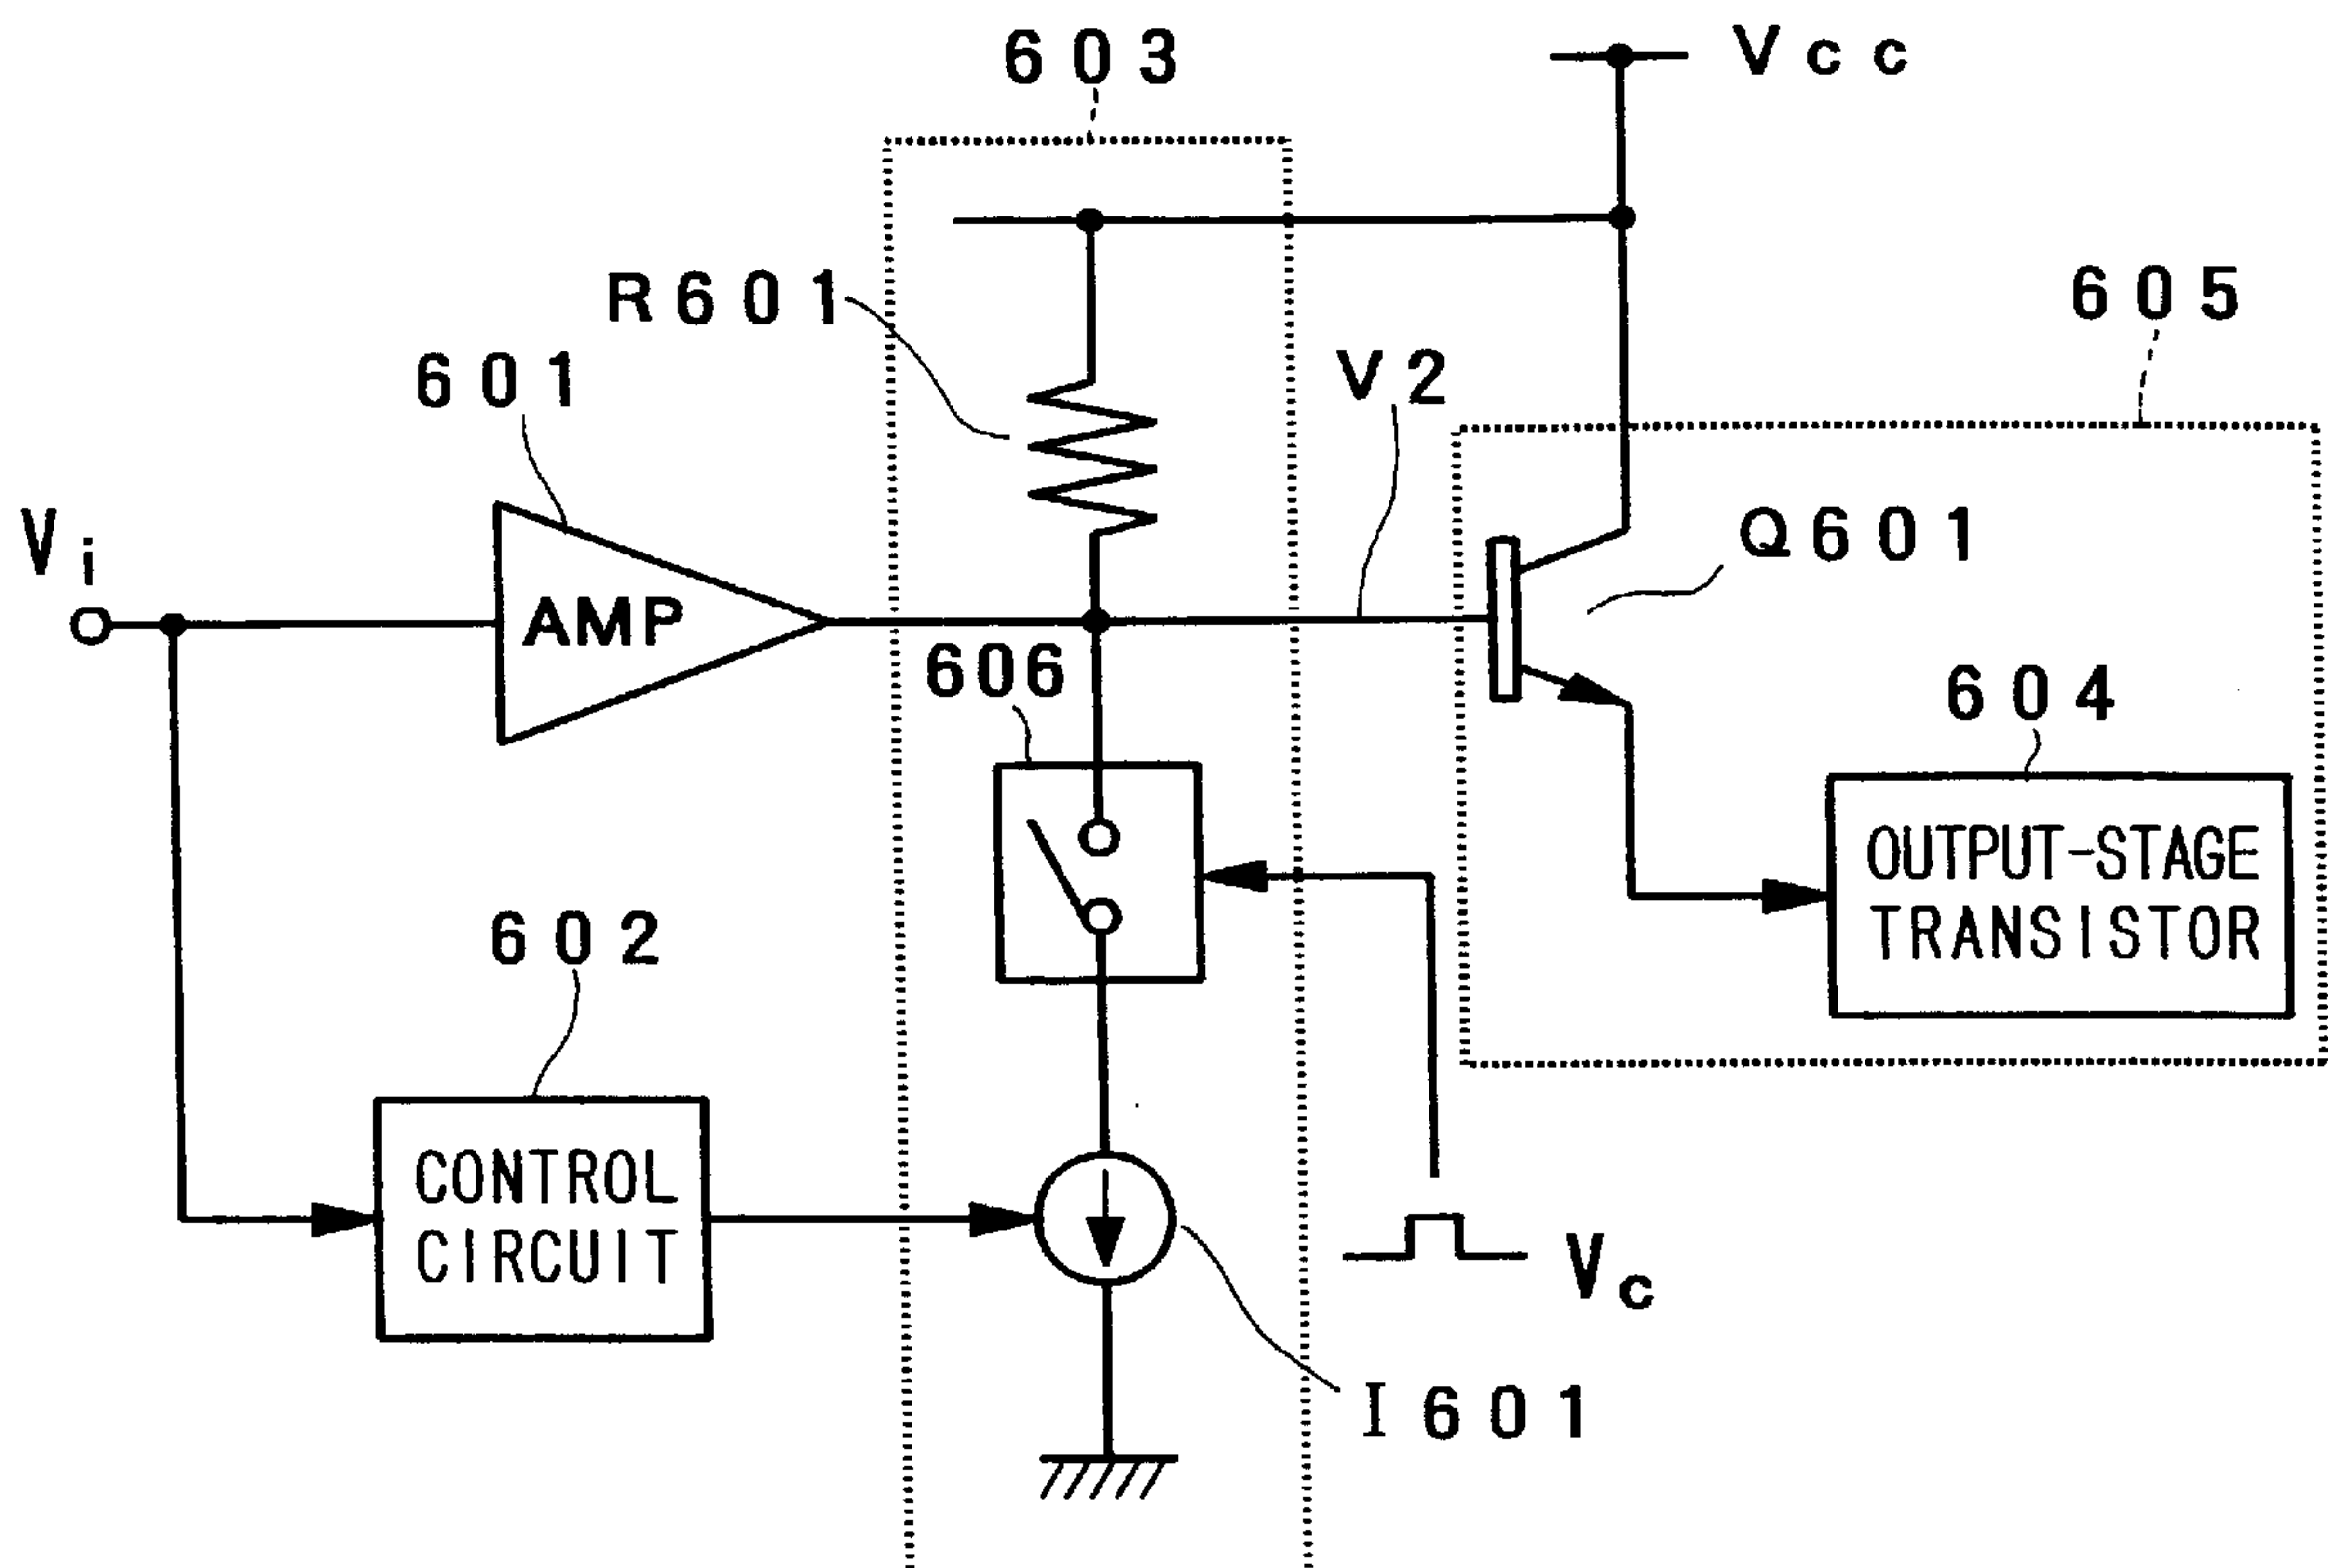 603
Vcc
R601
605
601
V2
Vi
Q601
AMP
606
604
OUTPUT-STAGE
TRANSISTOR
602
CONTROL
CIRCUIT
Vc
I601